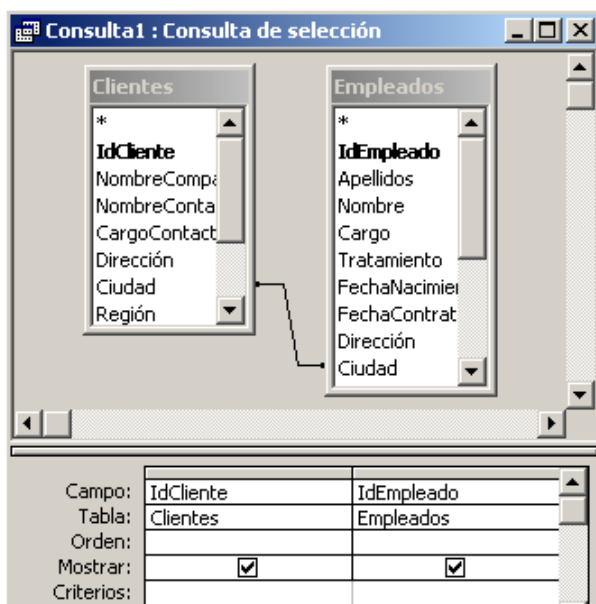 Consulta1 : Consulta de selección
Clientes
*
IdCliente
NombreCompa
NombreConta
CargoContact
Dirección
Ciudad
Región
Empleados
*
IdEmpleado
Apellidos
Nombre
Cargo
Tratamiento
FechaNacimie
FechaContrat
Dirección
Ciudad
Campo: IdCliente IdEmpleado
Tabla: Clientes Empleados
Orden:
Mostrar:
Criterios: